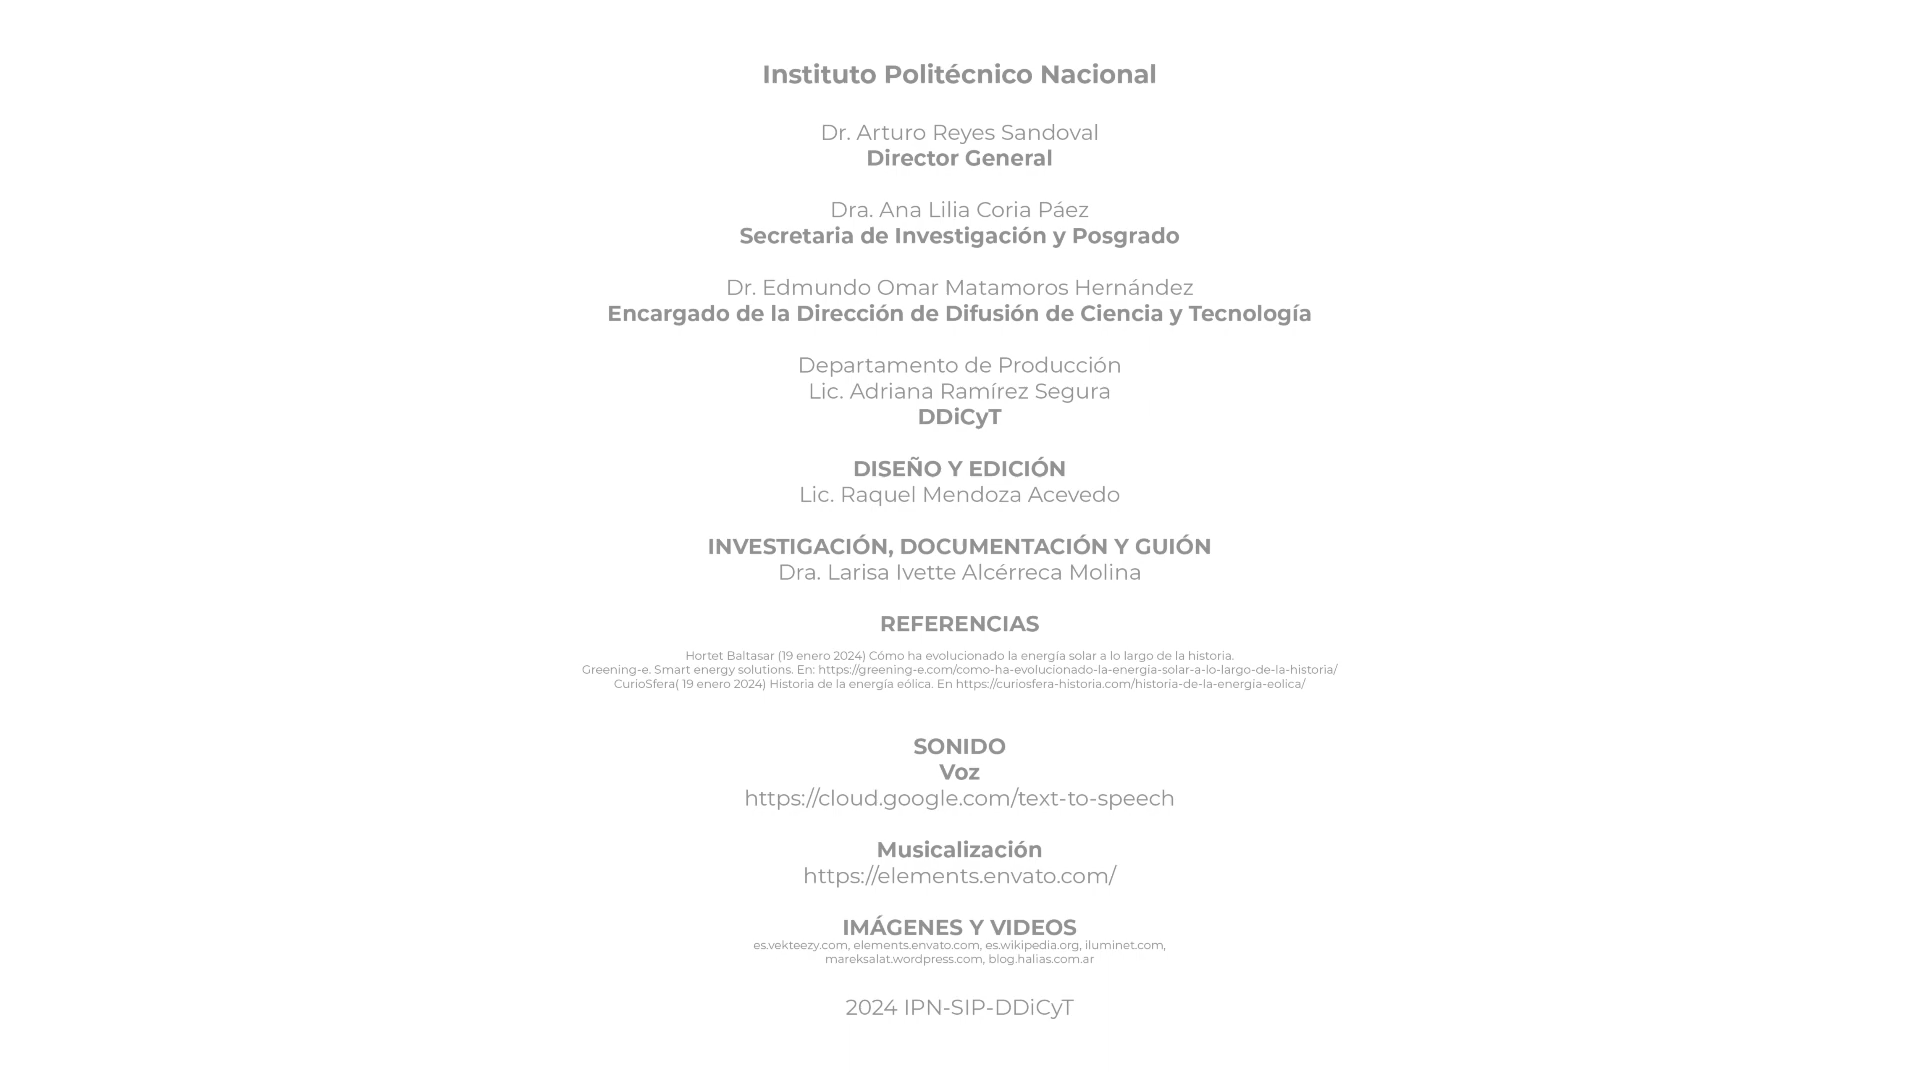 Instituto Politécnico Nacional
Dr. Arturo Reyes Sandoval
Director General
Dra. Ana Lilia Coria Páez
Secretaria de Investigación y Posgrado
Dr. Edmundo Omar Matamoros Hernández
Encargado de la Dirección de Difusión de Ciencia y Tecnología
Departamento de Producción
Lic. Adriana Ramírez Segura
DDiCyT
DISEÑO Y EDICIÓN
Lic. Raquel Mendoza Acevedo
INVESTIGACIÓN, DOCUMENTACIÓN Y GUIÓN
Dra. Larisa Ivette Alcérreca Molina
REFERENCIAS
Hortet Baltasar (19 enero 2024) Cómo ha evolucionado la energía solar a lo largo de la historia.
Greening-e. Smart energy solutions. En: https://greening-e.com/como-ha-evolucionado-la-energia-solar-a-lo-largo-de-la-historia/
CurioSfera( 19 enero 2024) Historia de la energía eólica. En https://curiosfera-historia.com/historia-de-la-energia-eolica/
SONIDO
Voz
https://cloud.google.com/text-to-speech
Musicalización
https://elements.envato.com/
IMÁGENES Y VIDEOS
es.vekteezy.com, elements.envato.com, es.wikipedia.org, iluminet.com,
mareksalat.wordpress.com, blog.halias.com.ar
2024 IPN-SIP-DDiCyT